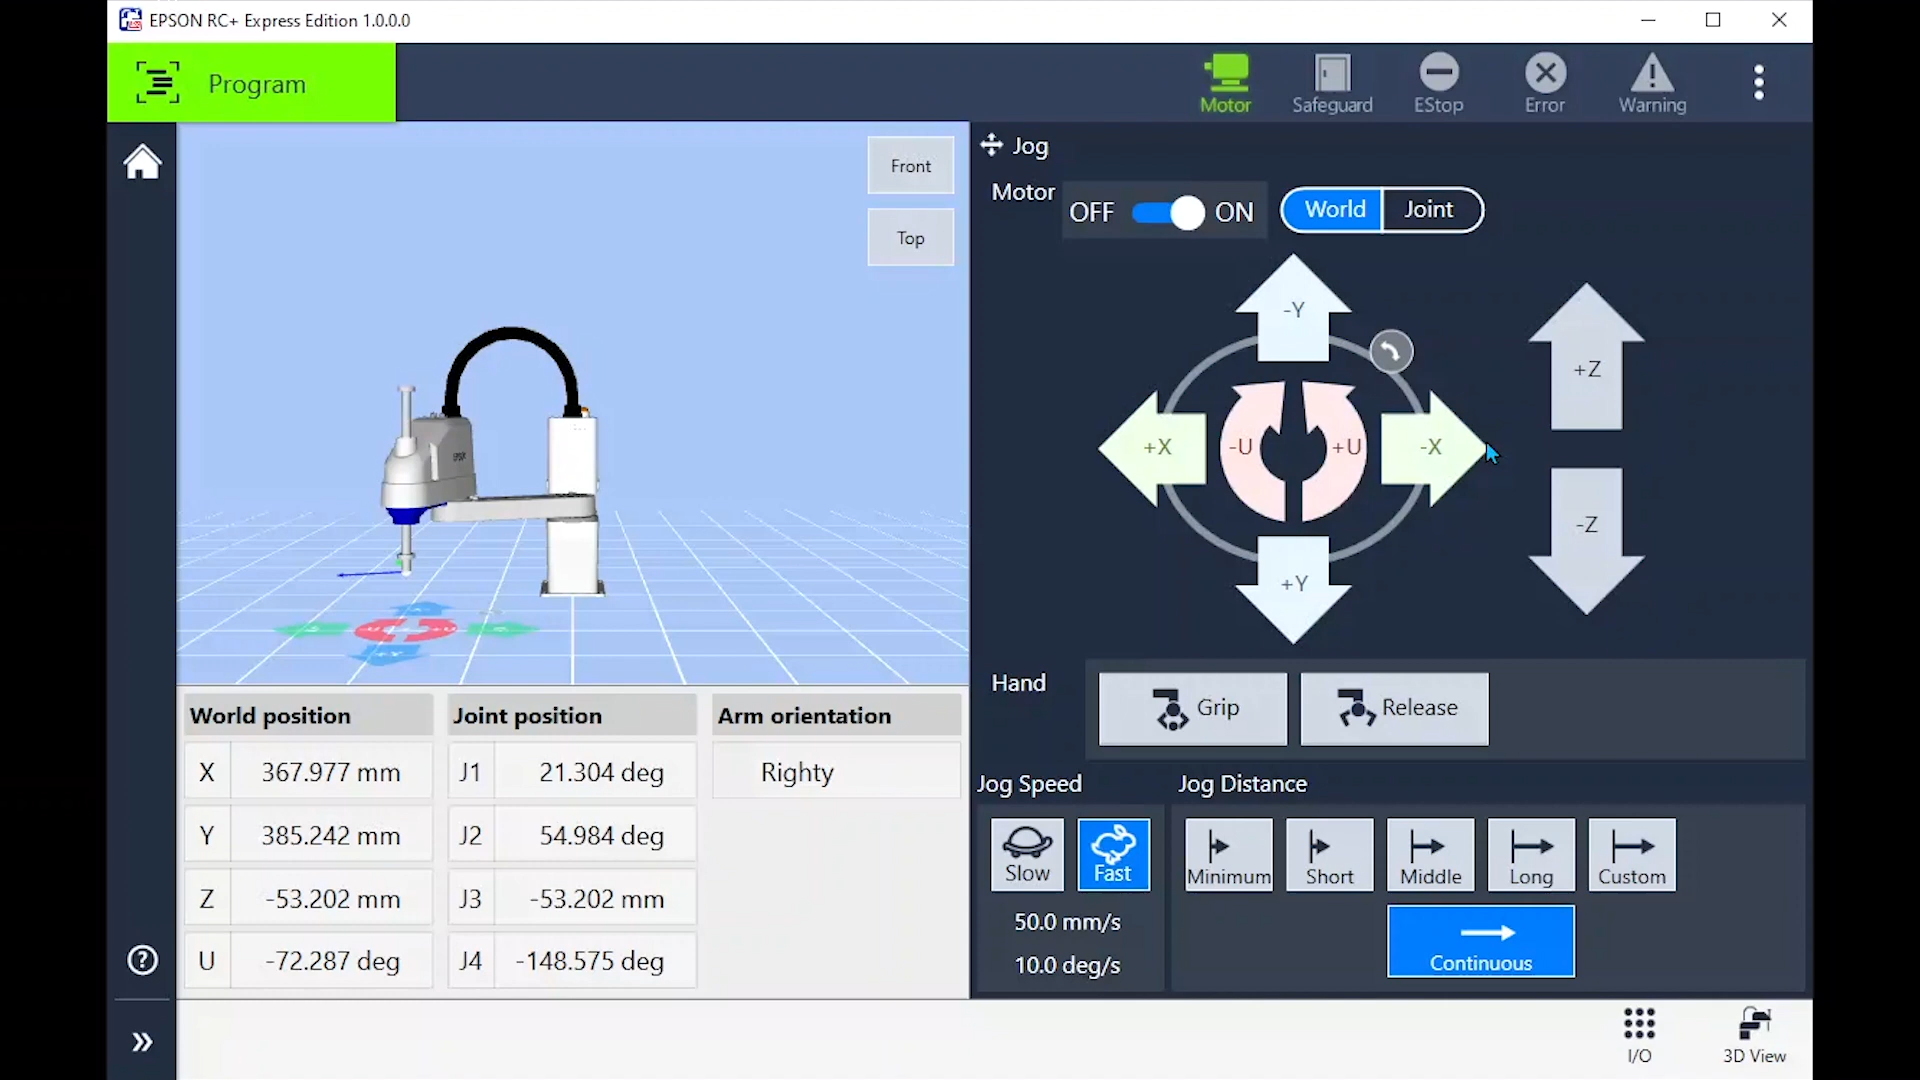 EPSON RC+ Express Edition 1.0.0.0
Program
Motor
Safeguard
EStop
Error
Warning
Front
Top
Jog
Motor
OFF
ON
World
Joint
-Y
+X
-U
+U
-X
+Y
+Z
-Z
EPSON
Hand
Grip
Release
World position
X 367.977 mm
Y 385.242 mm
Z -53.202 mm
U -72.287 deg
Joint position
J1 21.304 deg
J2 54.984 deg
J3 -53.202 mm
J4 -148.575 deg
Arm orientation
Righty
Jog Speed
Slow
Fast
50.0 mm/s
10.0 deg/s
Jog Distance
Minimum
Short
Middle
Long
Custom
Continuous
I/O
3D View